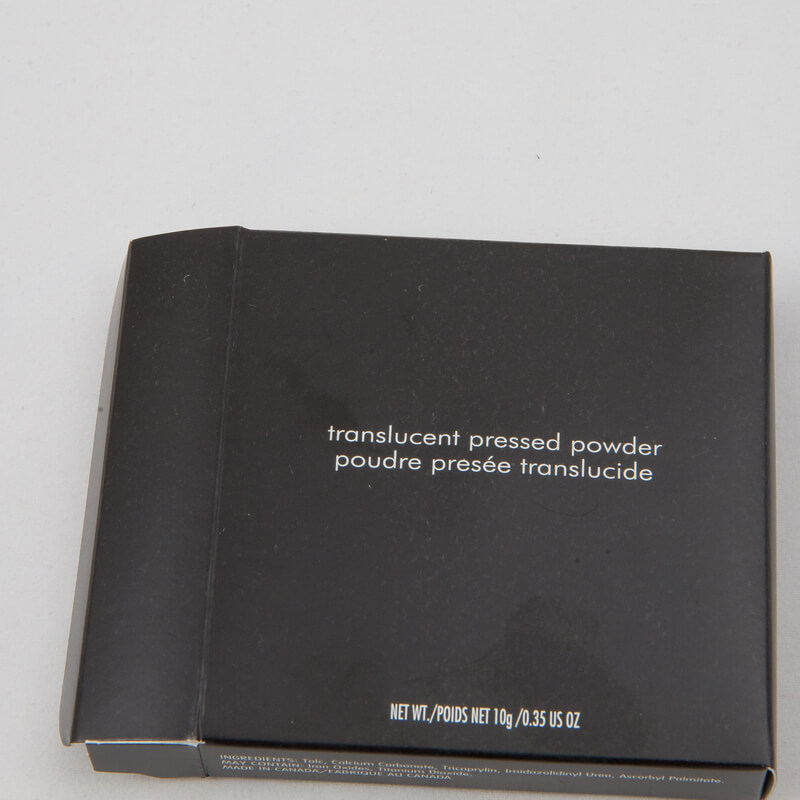 translucent pressed powder
poudre presée translucide
NET WT./POIDS NET 10g /0.35 US OZ
INGREDIENTS: Talc, Calcium Carbonate, Tricaprylin, Imidazolidinyl Urea, Ascorbyl Palmitate.
MAY CONTAIN: Iron Oxides, Titanium Dioxide.
MADE IN CANADA/FABRIQUE AU CANADA